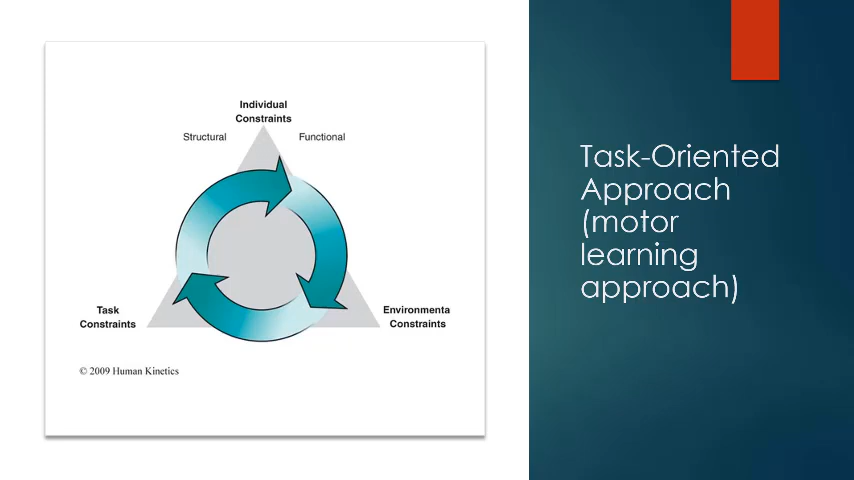 Individual
Constraints
Structural
Functional
Task
Constraints
Environmenta
Constraints
© 2009 Human Kinetics
Task-Oriented
Approach
(motor
learning
approach)